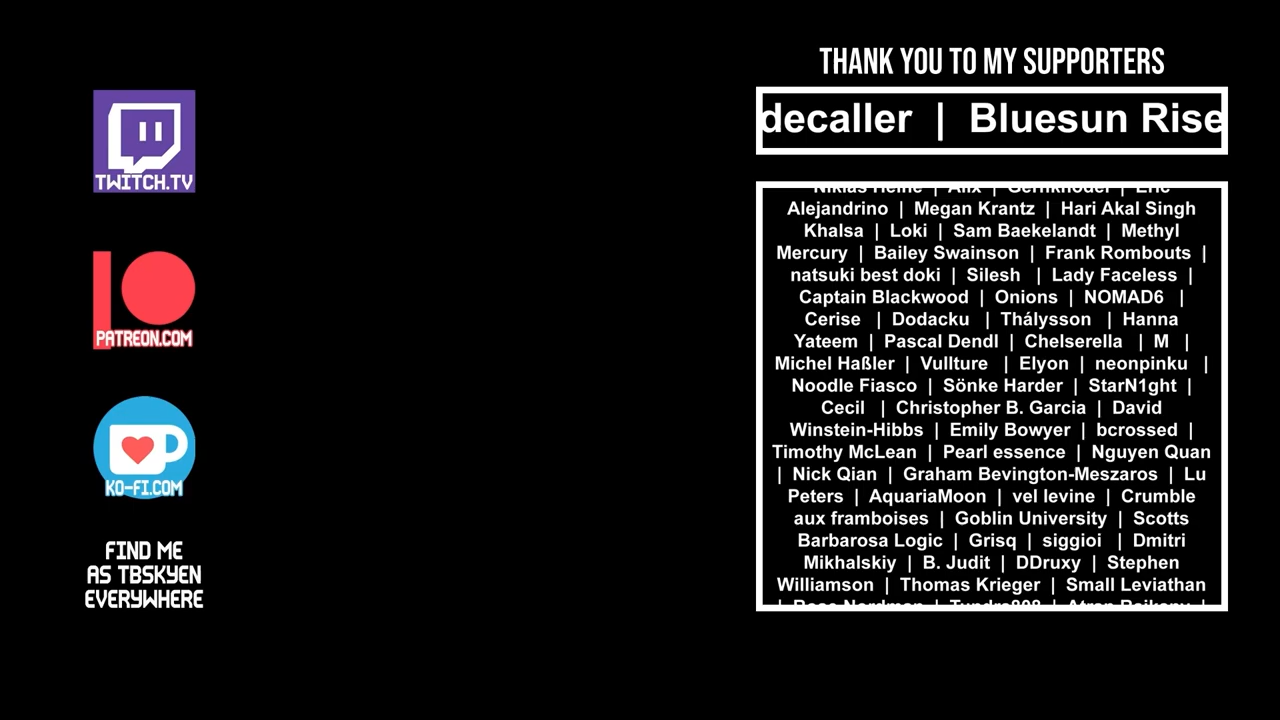 TWITCH.TV
PATREON.COM
KO-FI.COM
FIND ME
AS TBSKYEN
EVERYWHERE
THANK YOU TO MY SUPPORTERS
decaller | Bluesun Rise
Niklas Heine | Alix | Gernknödel | Eric
Alejandrino | Megan Krantz | Hari Akal Singh
Khalsa | Loki | Sam Baekelandt | Methyl
Mercury | Bailey Swainson | Frank Rombouts |
natsuki best doki | Silesh | Lady Faceless |
Captain Blackwood | Onions | NOMAD6 |
Cerise | Dodacku | Thálysson | Hanna
Yateem | Pascal Dendl | Chelserella | M |
Michel Haßler | Vullture | Elyon | neonpinku |
Noodle Fiasco | Sönke Harder | StarN1ght |
Cecil | Christopher B. Garcia | David
Winstein-Hibbs | Emily Bowyer | bcrossed |
Timothy McLean | Pearl essence | Nguyen Quan
| Nick Qian | Graham Bevington-Meszaros | Lu
Peters | AquariaMoon | vel levine | Crumble
aux framboises | Goblin University | Scotts
Barbarosa Logic | Grisq | siggioi | Dmitri
Mikhalskiy | B. Judit | DDruxy | Stephen
Williamson | Thomas Krieger | Small Leviathan